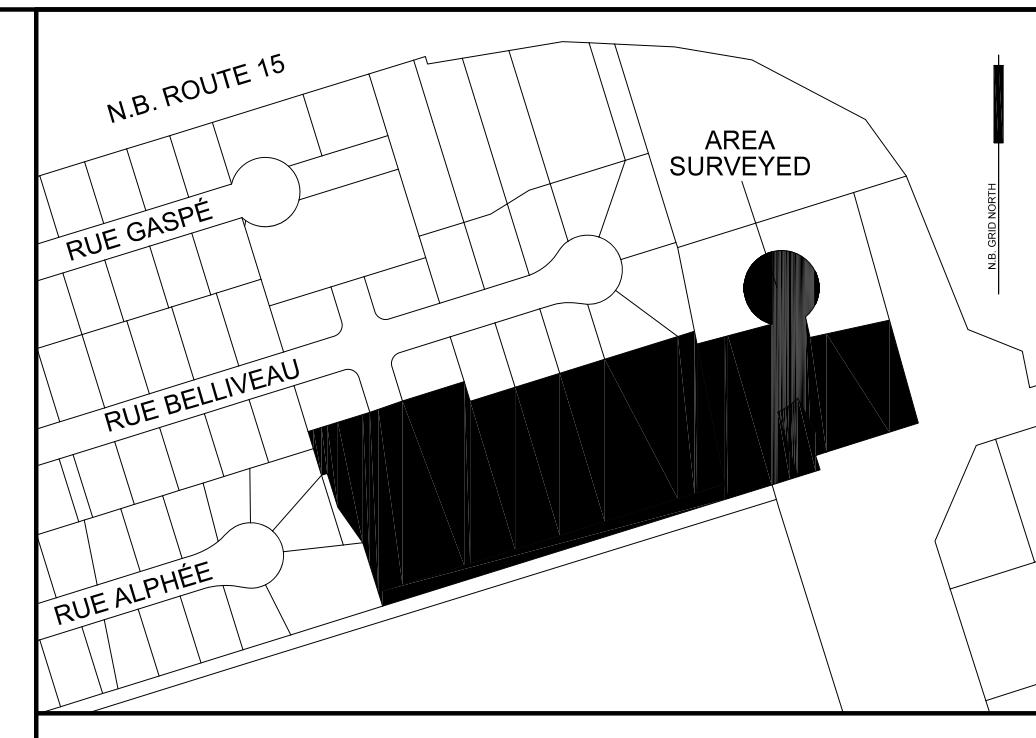 N.B. ROUTE 15
AREA
SURVEYED
N.B. GRID NORTH
RUE GASPÉ
RUE BELLIVEAU
RUE ALPHÉE